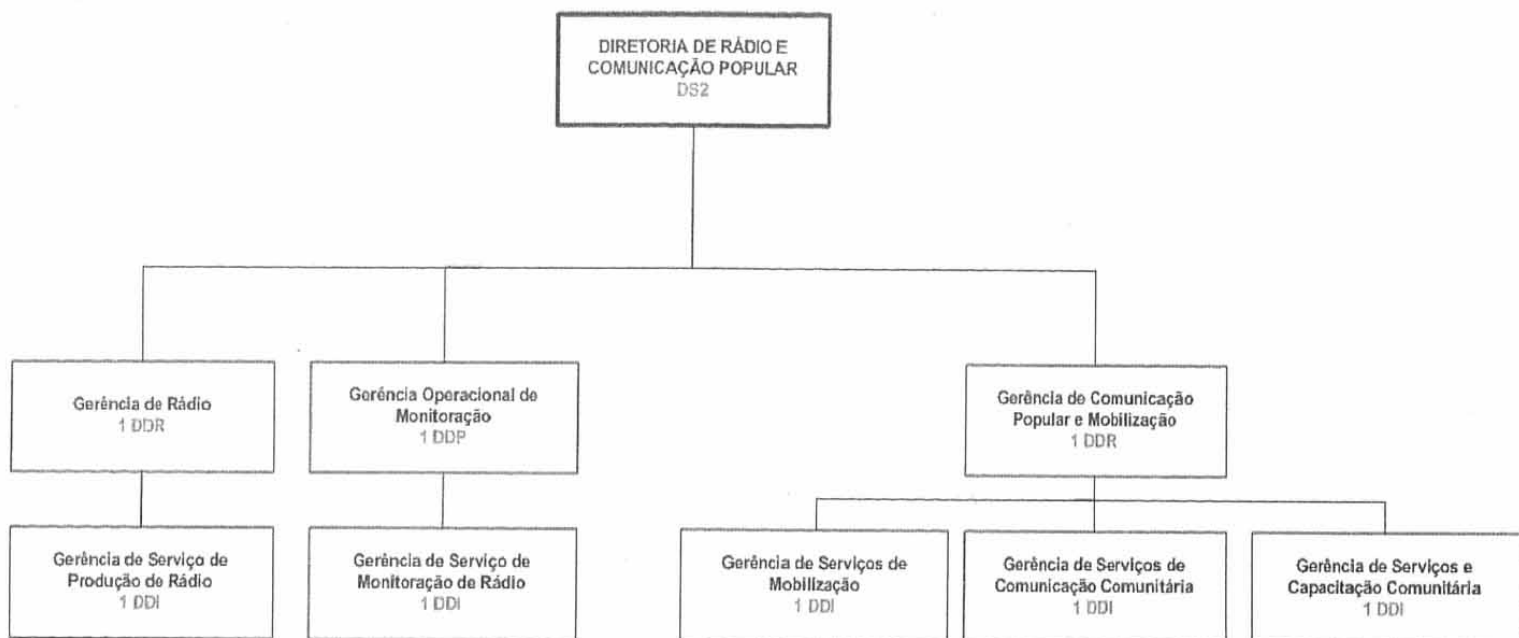 DIRETORIA DE RÁDIO E
COMUNICAÇÃO POPULAR
DS2
Gerência de Rádio
1 DDR
Gerência Operacional de
Monitoração
1 DDP
Gerência de Comunicação
Popular e Mobilização
1 DDR
Gerência de Serviço de
Produção de Rádio
1 DDI
Gerência de Serviço de
Monitoração de Rádio
1 DDI
Gerência de Serviços de
Mobilização
1 DDI
Gerência de Serviços de
Comunicação Comunitária
1 DDI
Gerência de Serviços e
Capacitação Comunitária
1 DDI